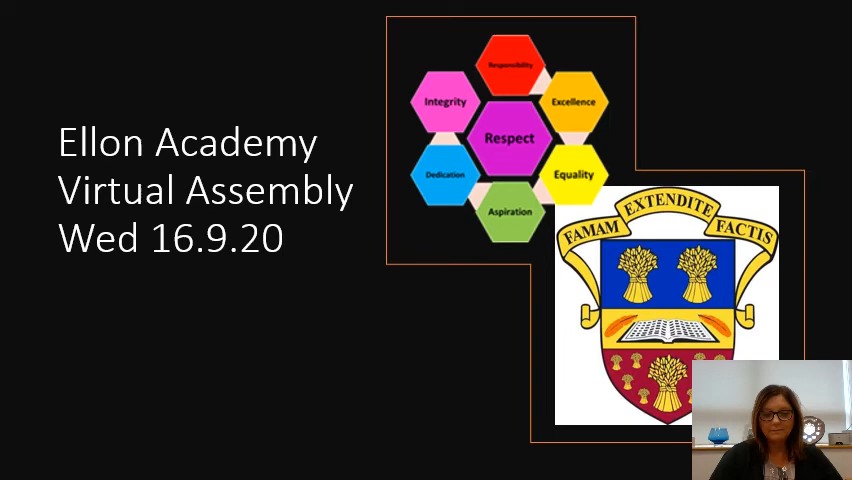 Ellon Academy
Virtual Assembly
Wed 16.9.20
Responsibility
Integrity
Excellence
Respect
Dedication
Equality
Aspiration
FAMAM EXTENDITE FACTIS